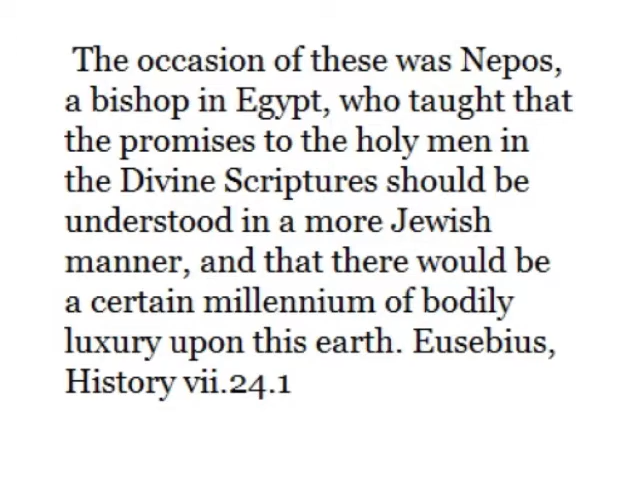 The occasion of these was Nepos,
a bishop in Egypt, who taught that
the promises to the holy men in
the Divine Scriptures should be
understood in a more Jewish
manner, and that there would be
a certain millennium of bodily
luxury upon this earth. Eusebius,
History vii.24.1